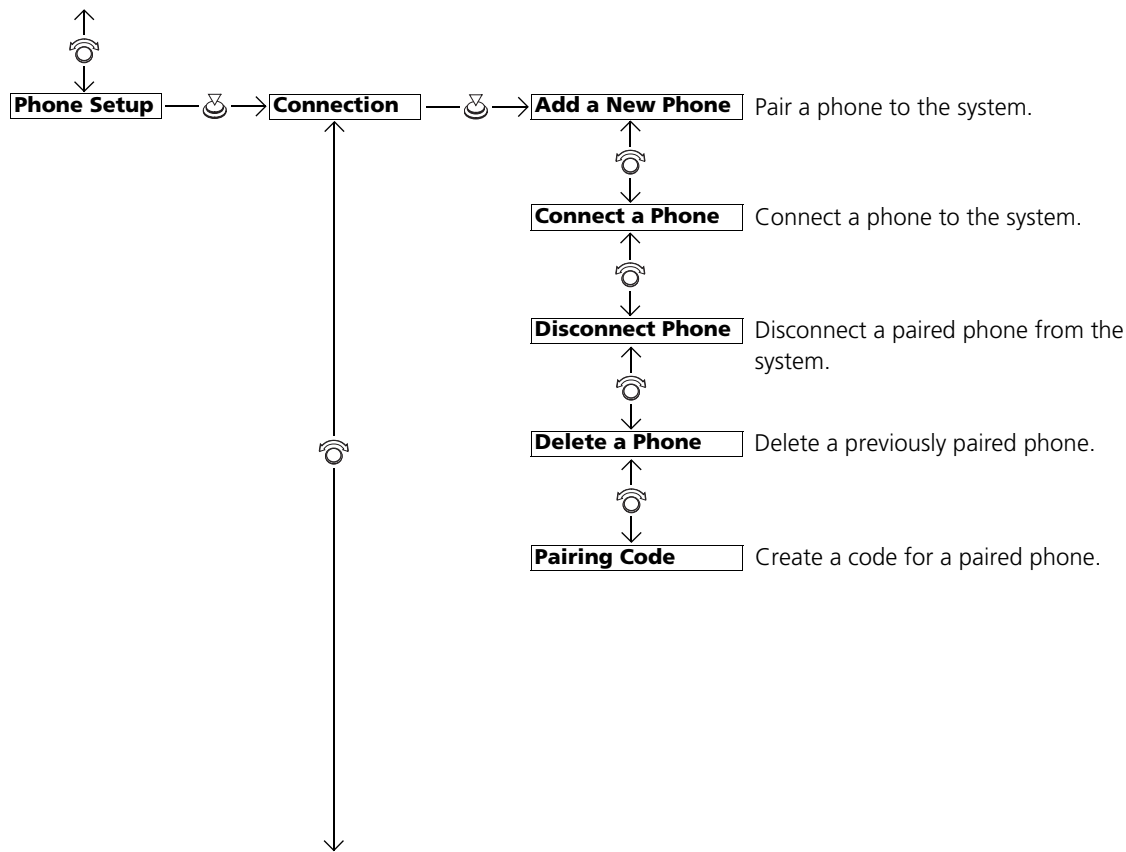 Phone Setup
Connection
Add a New Phone
Pair a phone to the system.
Connect a Phone
Connect a phone to the system.
Disconnect Phone
Disconnect a paired phone from the
system.
Delete a Phone
Delete a previously paired phone.
Pairing Code
Create a code for a paired phone.